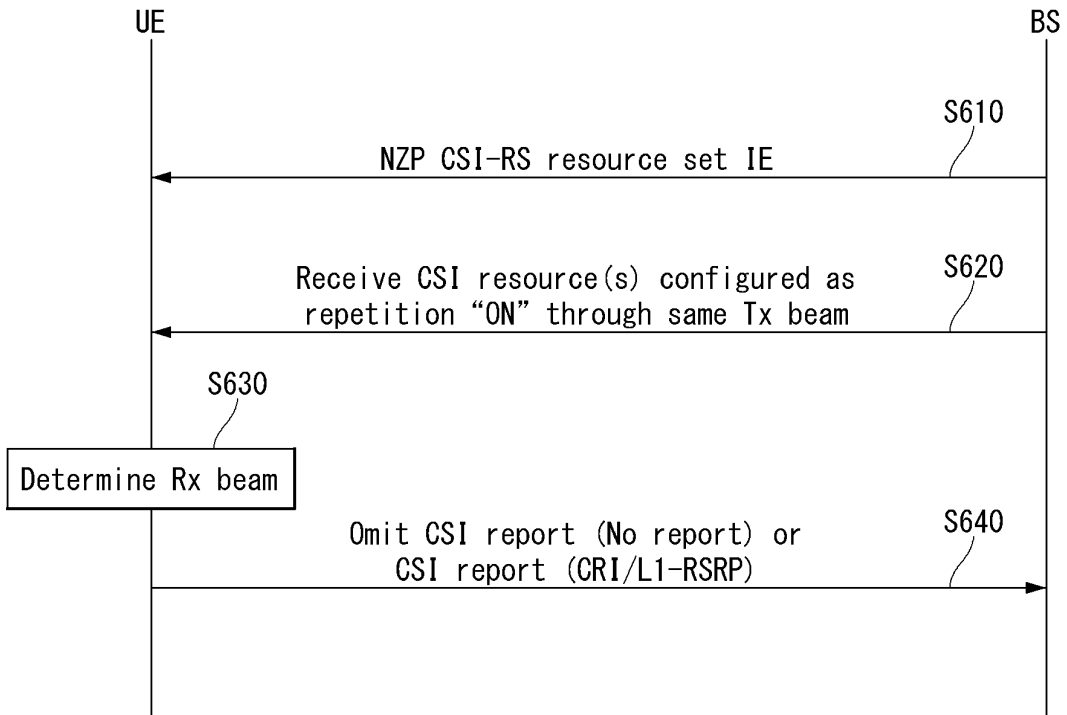 UE
BS
S610
NZP CSI-RS resource set IE
S620
Receive CSI resource(s) configured as
repetition “ON” through same Tx beam
S630
Determine Rx beam
S640
Omit CSI report (No report) or
CSI report (CRI/L1-RSRP)